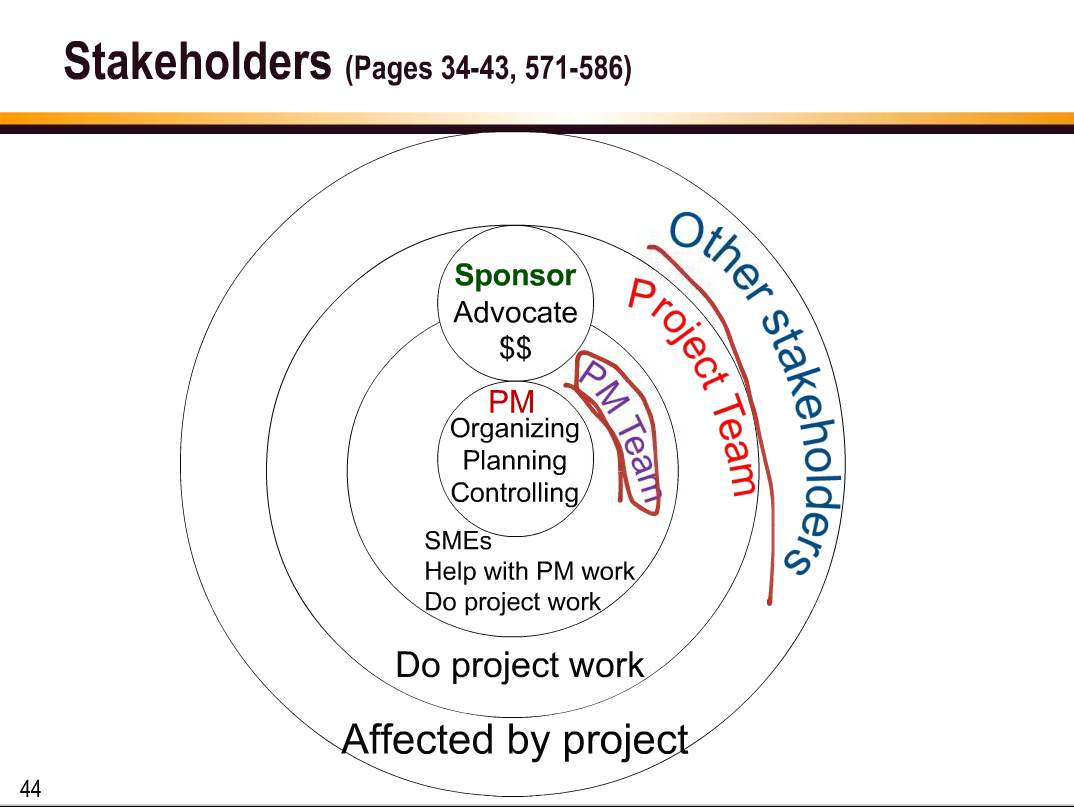 Stakeholders (Pages 34-43, 571-586)
Other stakeholders
Project Team
PM Team
Sponsor
Advocate
$$
PM
Organizing
Planning
Controlling
SMEs
Help with PM work
Do project work
Do project work
Affected by project
44